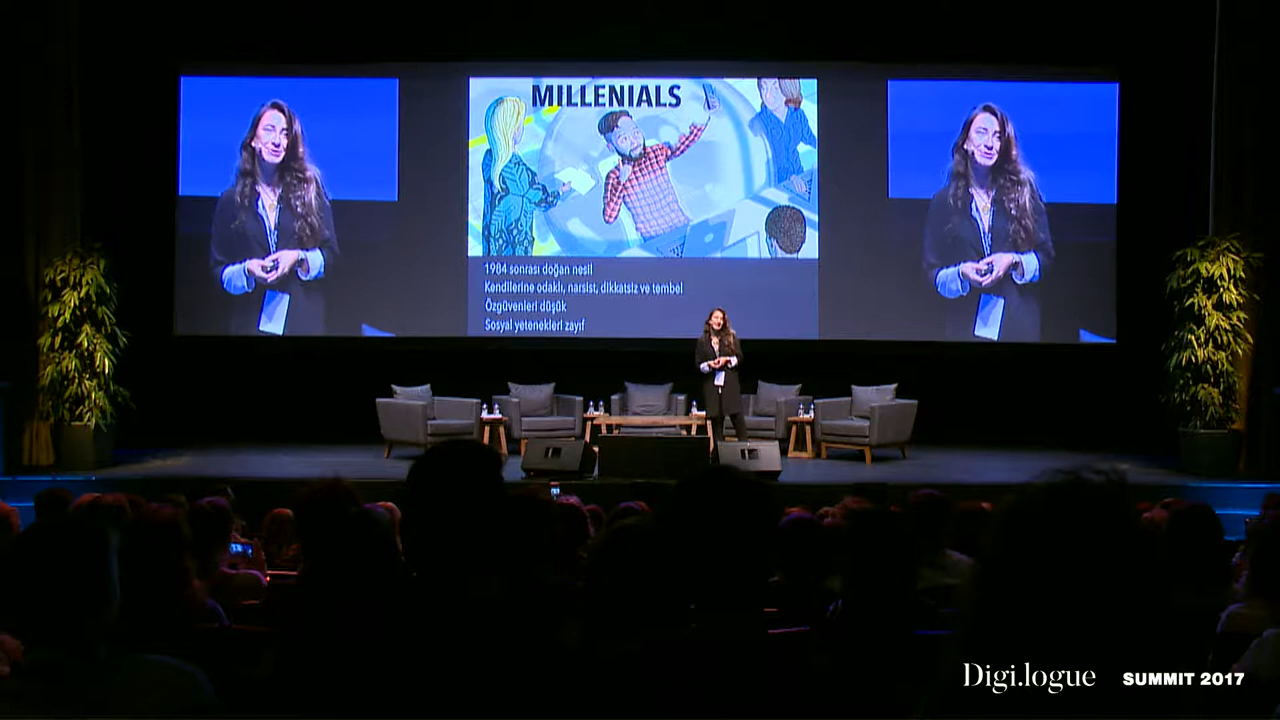 MILLENIALS
1984 sonrası doğan nesil
Kendilerine odaklı, narsist, dikkatsiz ve tembel
Özgüvenleri düşük
Sosyal yetenekleri zayıf
Digi.logue SUMMIT 2017